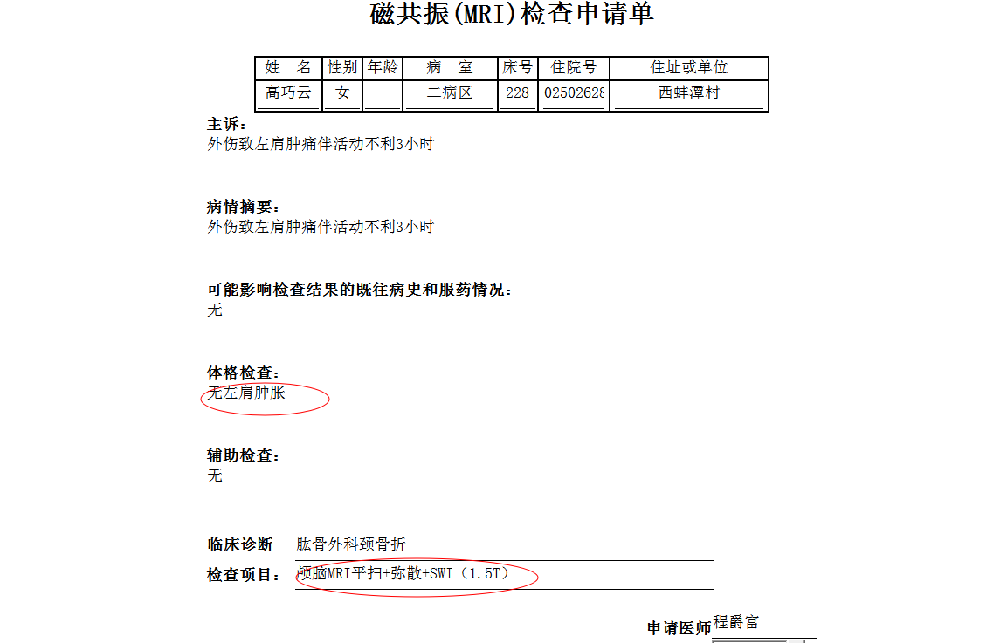 磁共振(MRI)检查申请单
姓 名 性别 年龄 病 室 床号 住院号 住址或单位
高巧云 女 二病区 228 02502628 西蚌潭村
主诉:
外伤致左肩肿痛伴活动不利3小时
病情摘要:
外伤致左肩肿痛伴活动不利3小时
可能影响检查结果的既往病史和服药情况:
无
体格检查:
无左肩肿胀
辅助检查:
无
临床诊断 肱骨外科颈骨折
检查项目: 颅脑MRI平扫+弥散+SWI（1.5T）
申请医师 程爵富